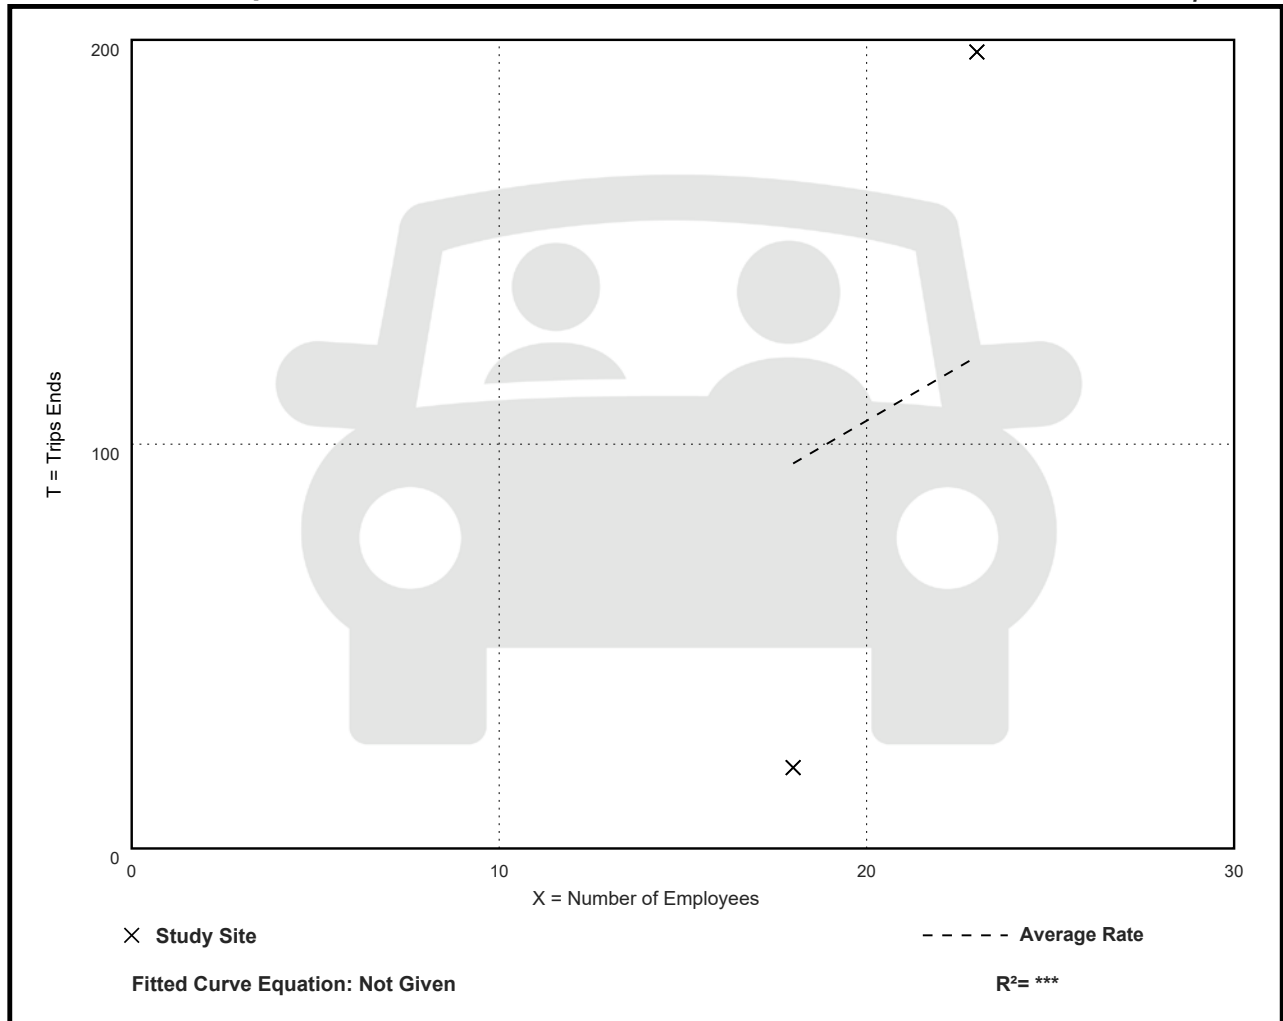 200
T = Trips Ends
100
0
0 10 20 30
X = Number of Employees
Study Site Average Rate
Fitted Curve Equation: Not Given R²= ***